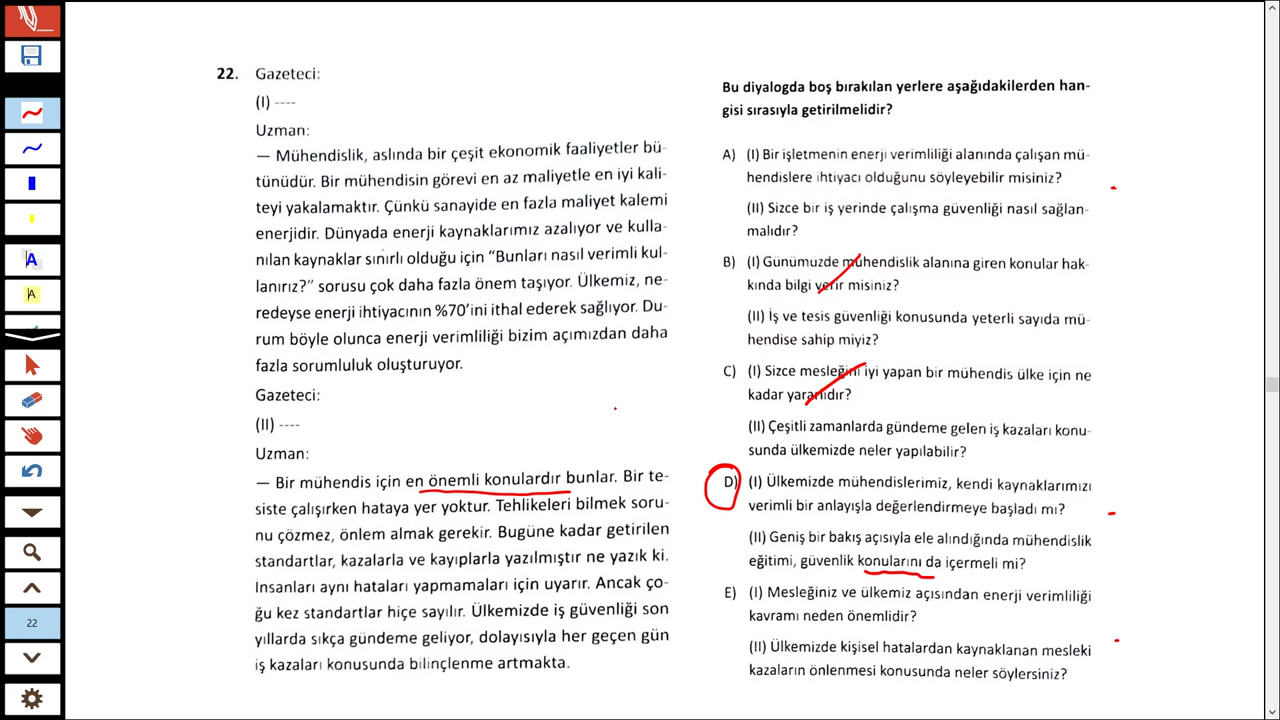 22. Gazeteci:
(I) ----
Uzman:
— Mühendislik, aslında bir çeşit ekonomik faaliyetler bü-
tünüdür. Bir mühendisin görevi en az maliyetle en iyi kali-
teyi yakalamaktır. Çünkü sanayide en fazla maliyet kalemi
enerjidir. Dünyada enerji kaynaklarımız azalıyor ve kulla-
nılan kaynaklar sınırlı olduğu için “Bunları nasıl verimli kul-
lanırız?” sorusu çok daha fazla önem taşıyor. Ülkemiz, ne-
redeyse enerji ihtiyacının %70’ini ithal ederek sağlıyor. Du-
rum böyle olunca enerji verimliliği bizim açımızdan daha
fazla sorumluluk oluşturuyor.
Gazeteci:
(II) ----
Uzman:
— Bir mühendis için en önemli konulardır bunlar. Bir te-
siste çalışırken hataya yer yoktur. Tehlikeleri bilmek soru-
nu çözmez, önlem almak gerekir. Bugüne kadar getirilen
standartlar, kazalarla ve kayıplarla yazılmıştır ne yazık ki.
İnsanları aynı hataları yapmamaları için uyarır. Ancak ço-
ğu kez standartlar hiçe sayılır. Ülkemizde iş güvenliği son
yıllarda sıkça gündeme geliyor, dolayısıyla her geçen gün
iş kazaları konusunda bilinçlenme artmakta.
Bu diyalogda boş bırakılan yerlere aşağıdakilerden han-
gisi sırasıyla getirilmelidir?
A) (I) Bir işletmenin enerji verimliliği alanında çalışan mü-
hendislere ihtiyacı olduğunu söyleyebilir misiniz?
(II) Sizce bir iş yerinde çalışma güvenliği nasıl sağlan-
malıdır?
B) (I) Günümüzde mühendislik alanına giren konular hak-
kında bilgi verir misiniz?
(II) İş ve tesis güvenliği konusunda yeterli sayıda mü-
hendise sahip miyiz?
C) (I) Sizce mesleğini iyi yapan bir mühendis ülke için ne
kadar yararlıdır?
(II) Çeşitli zamanlarda gündeme gelen iş kazaları konu-
sunda ülkemizde neler yapılabilir?
D) (I) Ülkemizde mühendislerimiz, kendi kaynaklarımızı
verimli bir anlayışla değerlendirmeye başladı mı?
(II) Geniş bir bakış açısıyla ele alındığında mühendislik
eğitimi, güvenlik konularını da içermeli mi?
E) (I) Mesleğiniz ve ülkemiz açısından enerji verimliliği
kavramı neden önemlidir?
(II) Ülkemizde kişisel hatalardan kaynaklanan mesleki
kazaların önlenmesi konusunda neler söylersiniz?
A
A
22